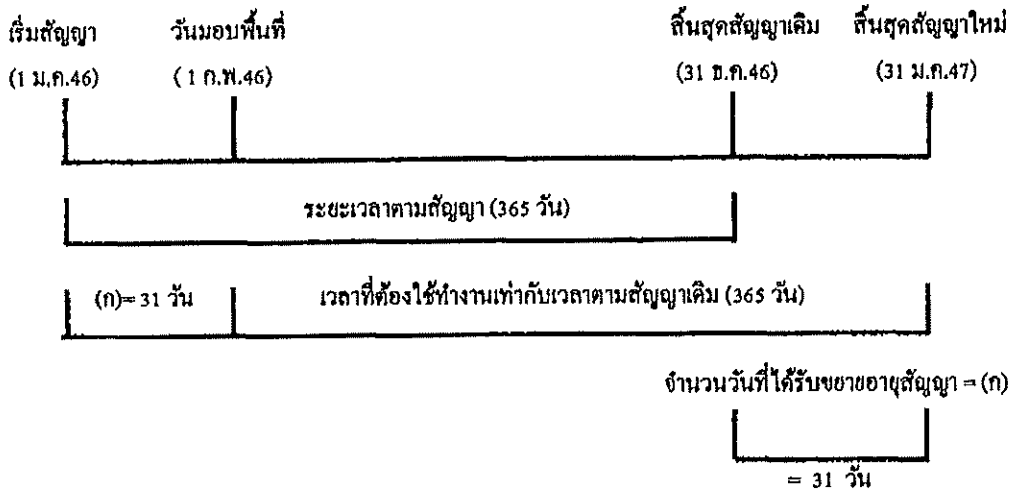 เริ่มสัญญา วันมอบพื้นที่ สิ้นสุดสัญญาเดิม สิ้นสุดสัญญาใหม่
(1 ม.ค.46) (1 ก.พ.46) (31 ธ.ค.46) (31 ม.ค.47)
ระยะเวลาตามสัญญา (365 วัน)
(ก)= 31 วัน เวลาที่ต้องใช้ทำงานเท่ากับเวลาตามสัญญาเดิม (365 วัน)
จำนวนวันที่ได้รับขยายอายุสัญญา = (ก)
= 31 วัน